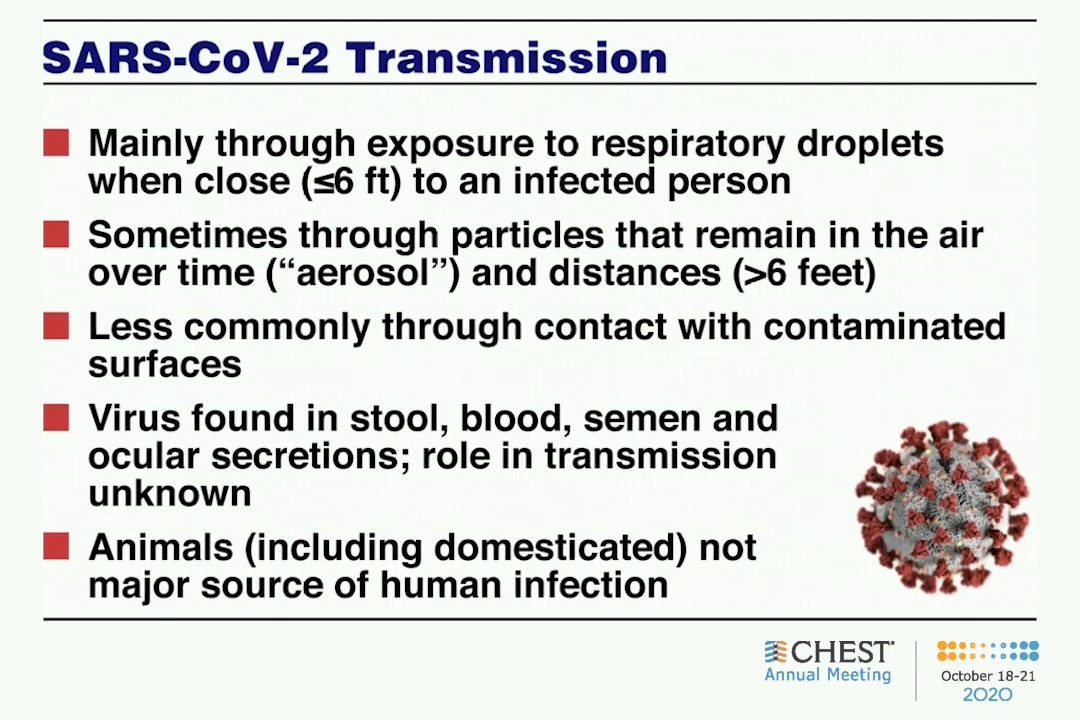 SARS-CoV-2 Transmission
Mainly through exposure to respiratory droplets
when close (≤6 ft) to an infected person
Sometimes through particles that remain in the air
over time (“aerosol”) and distances (>6 feet)
Less commonly through contact with contaminated
surfaces
Virus found in stool, blood, semen and
ocular secretions; role in transmission
unknown
Animals (including domesticated) not
major source of human infection
CHEST
Annual Meeting
October 18-21
2020